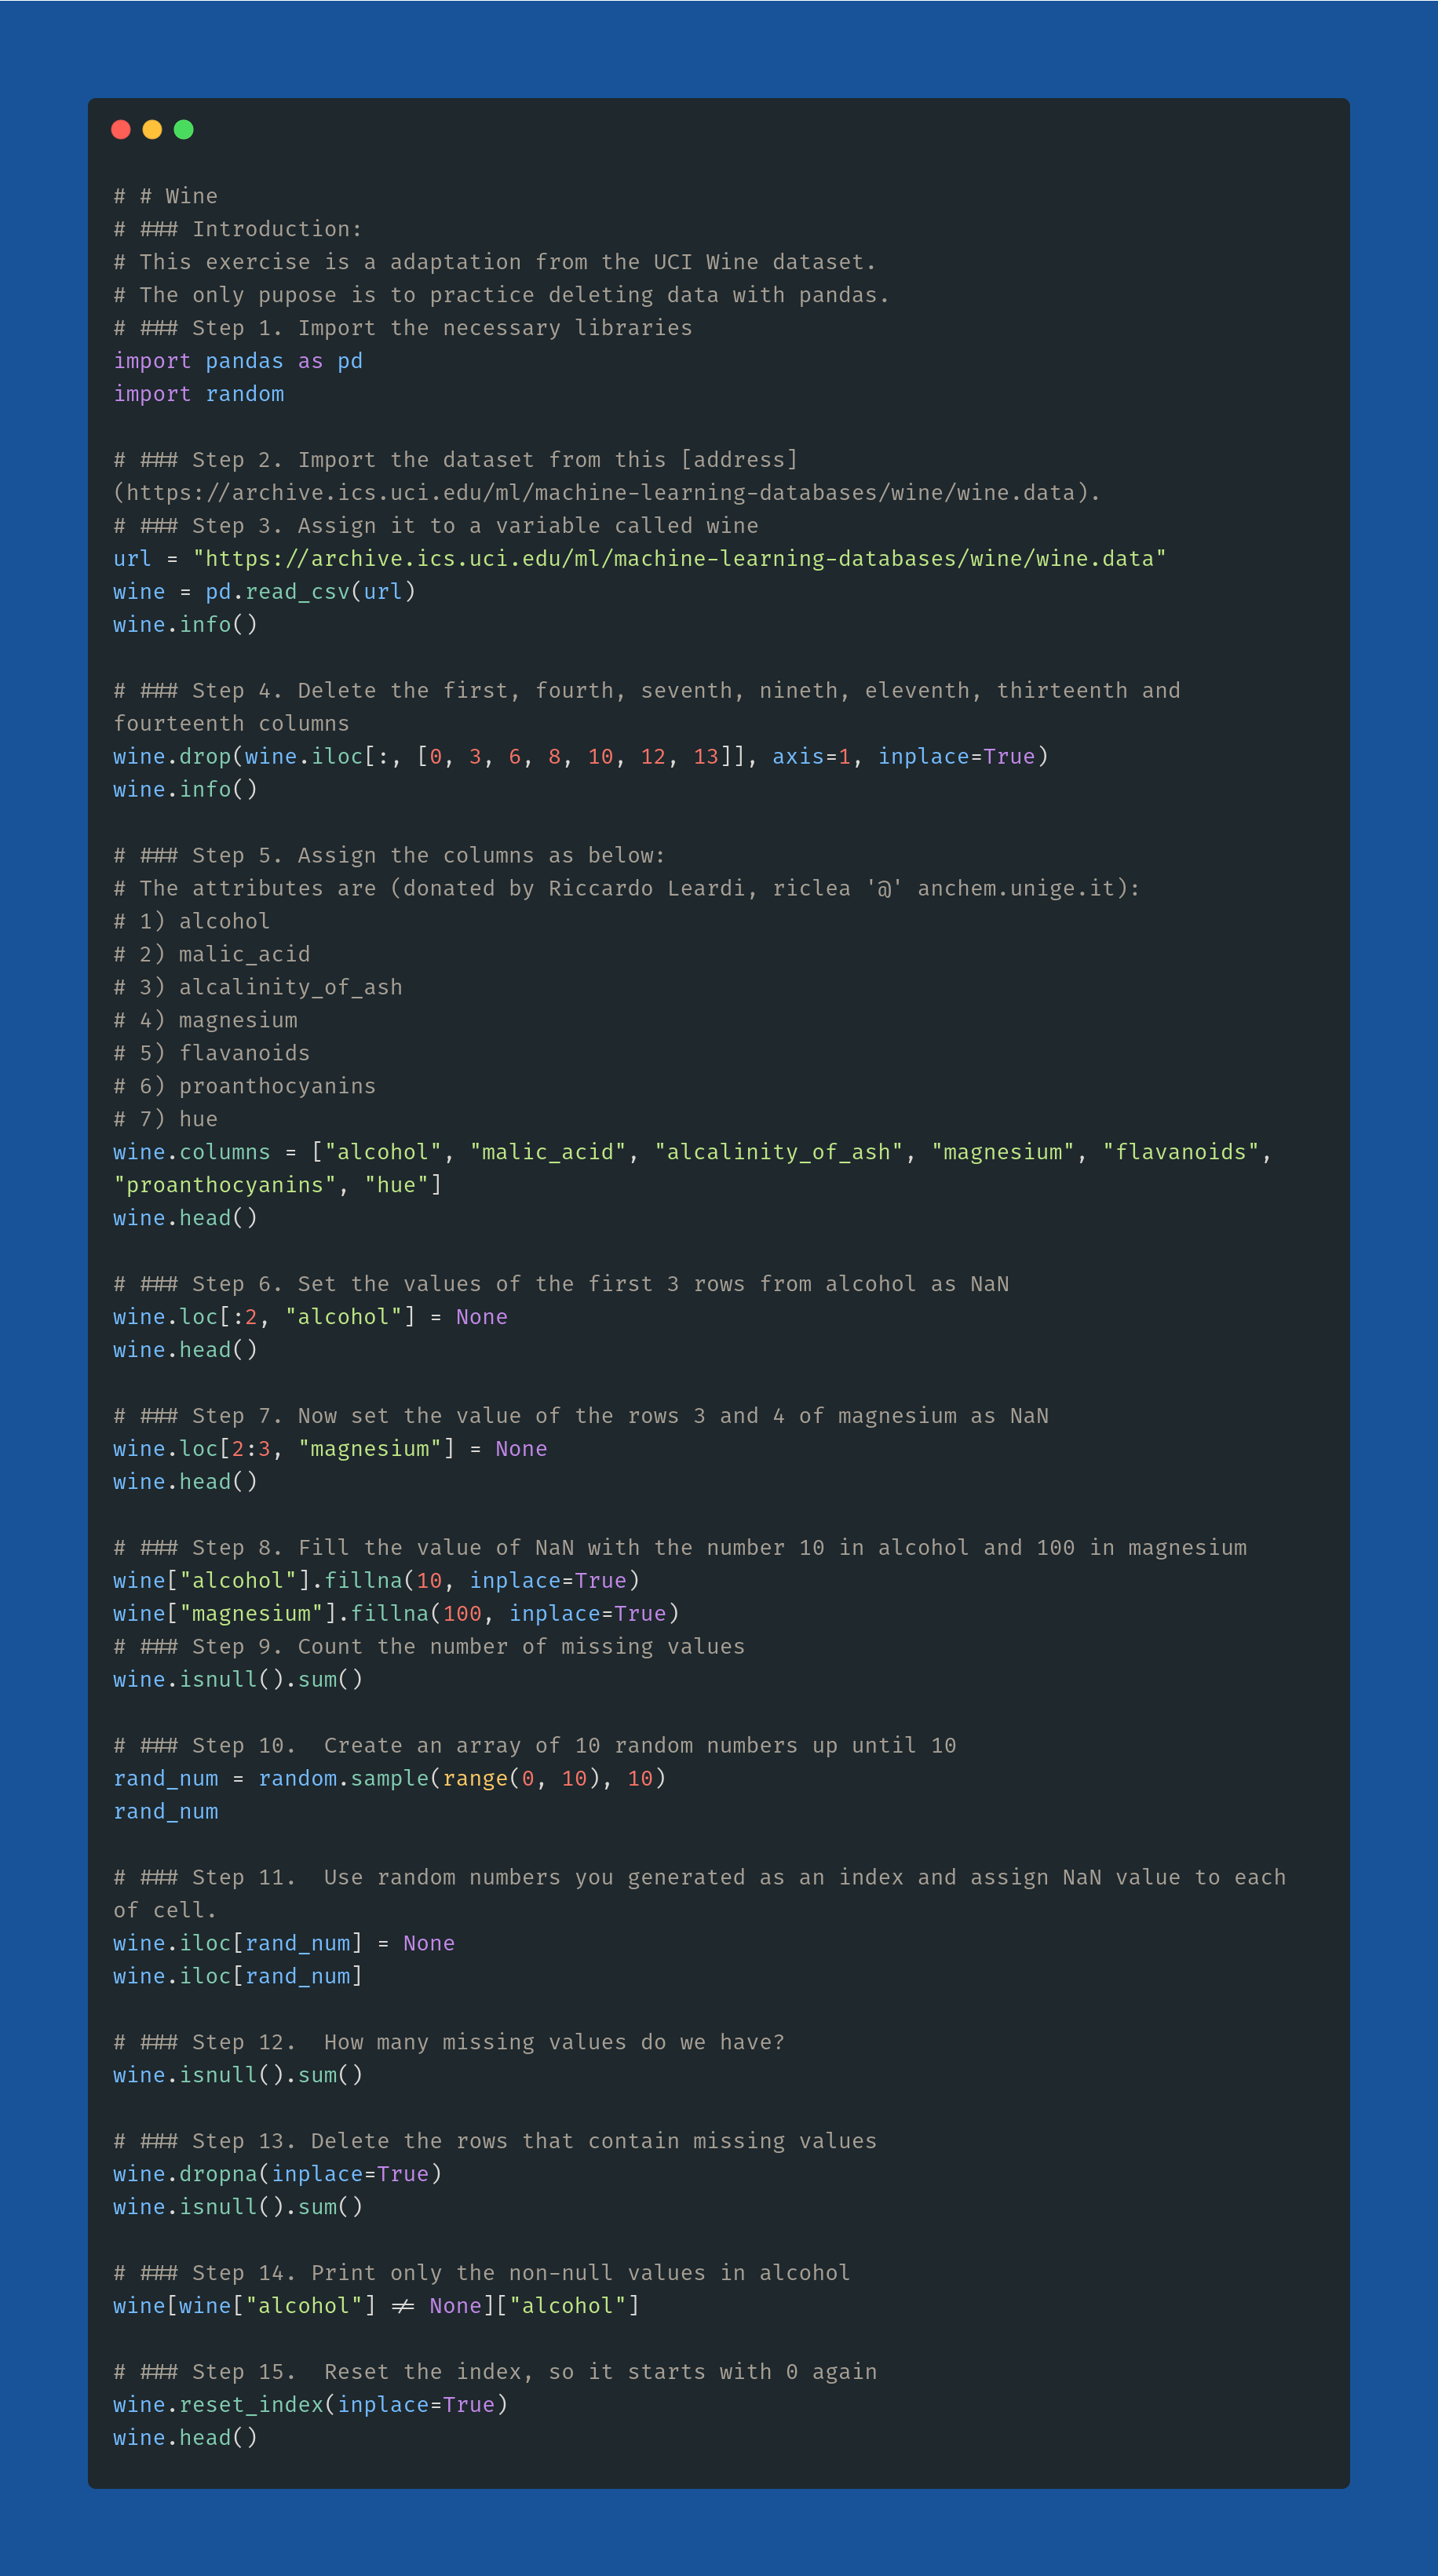 # # Wine
# ### Introduction:
# This exercise is a adaptation from the UCI Wine dataset.
# The only pupose is to practice deleting data with pandas.
# ### Step 1. Import the necessary libraries
import pandas as pd
import random

# ### Step 2. Import the dataset from this [address]
(https://archive.ics.uci.edu/ml/machine-learning-databases/wine/wine.data).
# ### Step 3. Assign it to a variable called wine
url = "https://archive.ics.uci.edu/ml/machine-learning-databases/wine/wine.data"
wine = pd.read_csv(url)
wine.info()

# ### Step 4. Delete the first, fourth, seventh, nineth, eleventh, thirteenth and
fourteenth columns
wine.drop(wine.iloc[:, [0, 3, 6, 8, 10, 12, 13]], axis=1, inplace=True)
wine.info()

# ### Step 5. Assign the columns as below:
# The attributes are (donated by Riccardo Leardi, riclea '@' anchem.unige.it):
# 1) alcohol
# 2) malic_acid
# 3) alcalinity_of_ash
# 4) magnesium
# 5) flavanoids
# 6) proanthocyanins
# 7) hue
wine.columns = ["alcohol", "malic_acid", "alcalinity_of_ash", "magnesium", "flavanoids",
"proanthocyanins", "hue"]
wine.head()

# ### Step 6. Set the values of the first 3 rows from alcohol as NaN
wine.loc[:2, "alcohol"] = None
wine.head()

# ### Step 7. Now set the value of the rows 3 and 4 of magnesium as NaN
wine.loc[2:3, "magnesium"] = None
wine.head()

# ### Step 8. Fill the value of NaN with the number 10 in alcohol and 100 in magnesium
wine["alcohol"].fillna(10, inplace=True)
wine["magnesium"].fillna(100, inplace=True)
# ### Step 9. Count the number of missing values
wine.isnull().sum()

# ### Step 10.  Create an array of 10 random numbers up until 10
rand_num = random.sample(range(0, 10), 10)
rand_num

# ### Step 11.  Use random numbers you generated as an index and assign NaN value to each
of cell.
wine.iloc[rand_num] = None
wine.iloc[rand_num]

# ### Step 12.  How many missing values do we have?
wine.isnull().sum()

# ### Step 13. Delete the rows that contain missing values
wine.dropna(inplace=True)
wine.isnull().sum()

# ### Step 14. Print only the non-null values in alcohol
wine[wine["alcohol"] != None]["alcohol"]

# ### Step 15.  Reset the index, so it starts with 0 again
wine.reset_index(inplace=True)
wine.head()